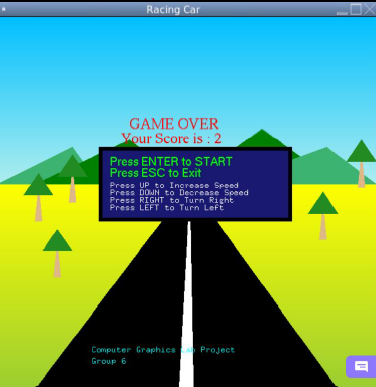 Racing Car
GAME OVER
Your Score is : 2
Press ENTER to START
Press ESC to Exit
Press UP to Increase Speed
Press DOWN to Decrease Speed
Press RIGHT to Turn Right
Press LEFT to Turn Left
Computer Graphics Lab Project
Group 6